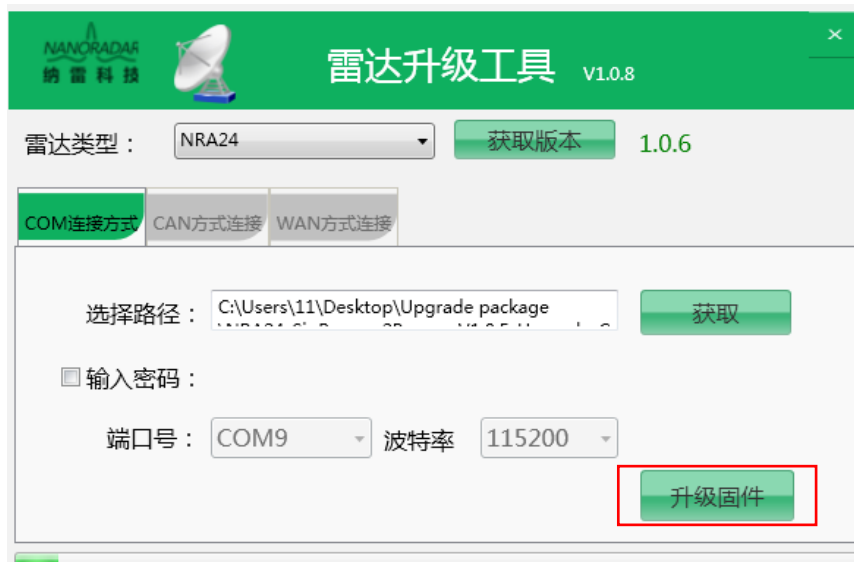 NANORADAR
纳雷科技
雷达升级工具 V1.0.8
×
雷达类型： NRA24 获取版本 1.0.6
COM连接方式 CAN方式连接 WAN方式连接
选择路径： C:\Users\11\Desktop\Upgrade package 获取
输入密码：
端口号： COM9 波特率 115200
升级固件